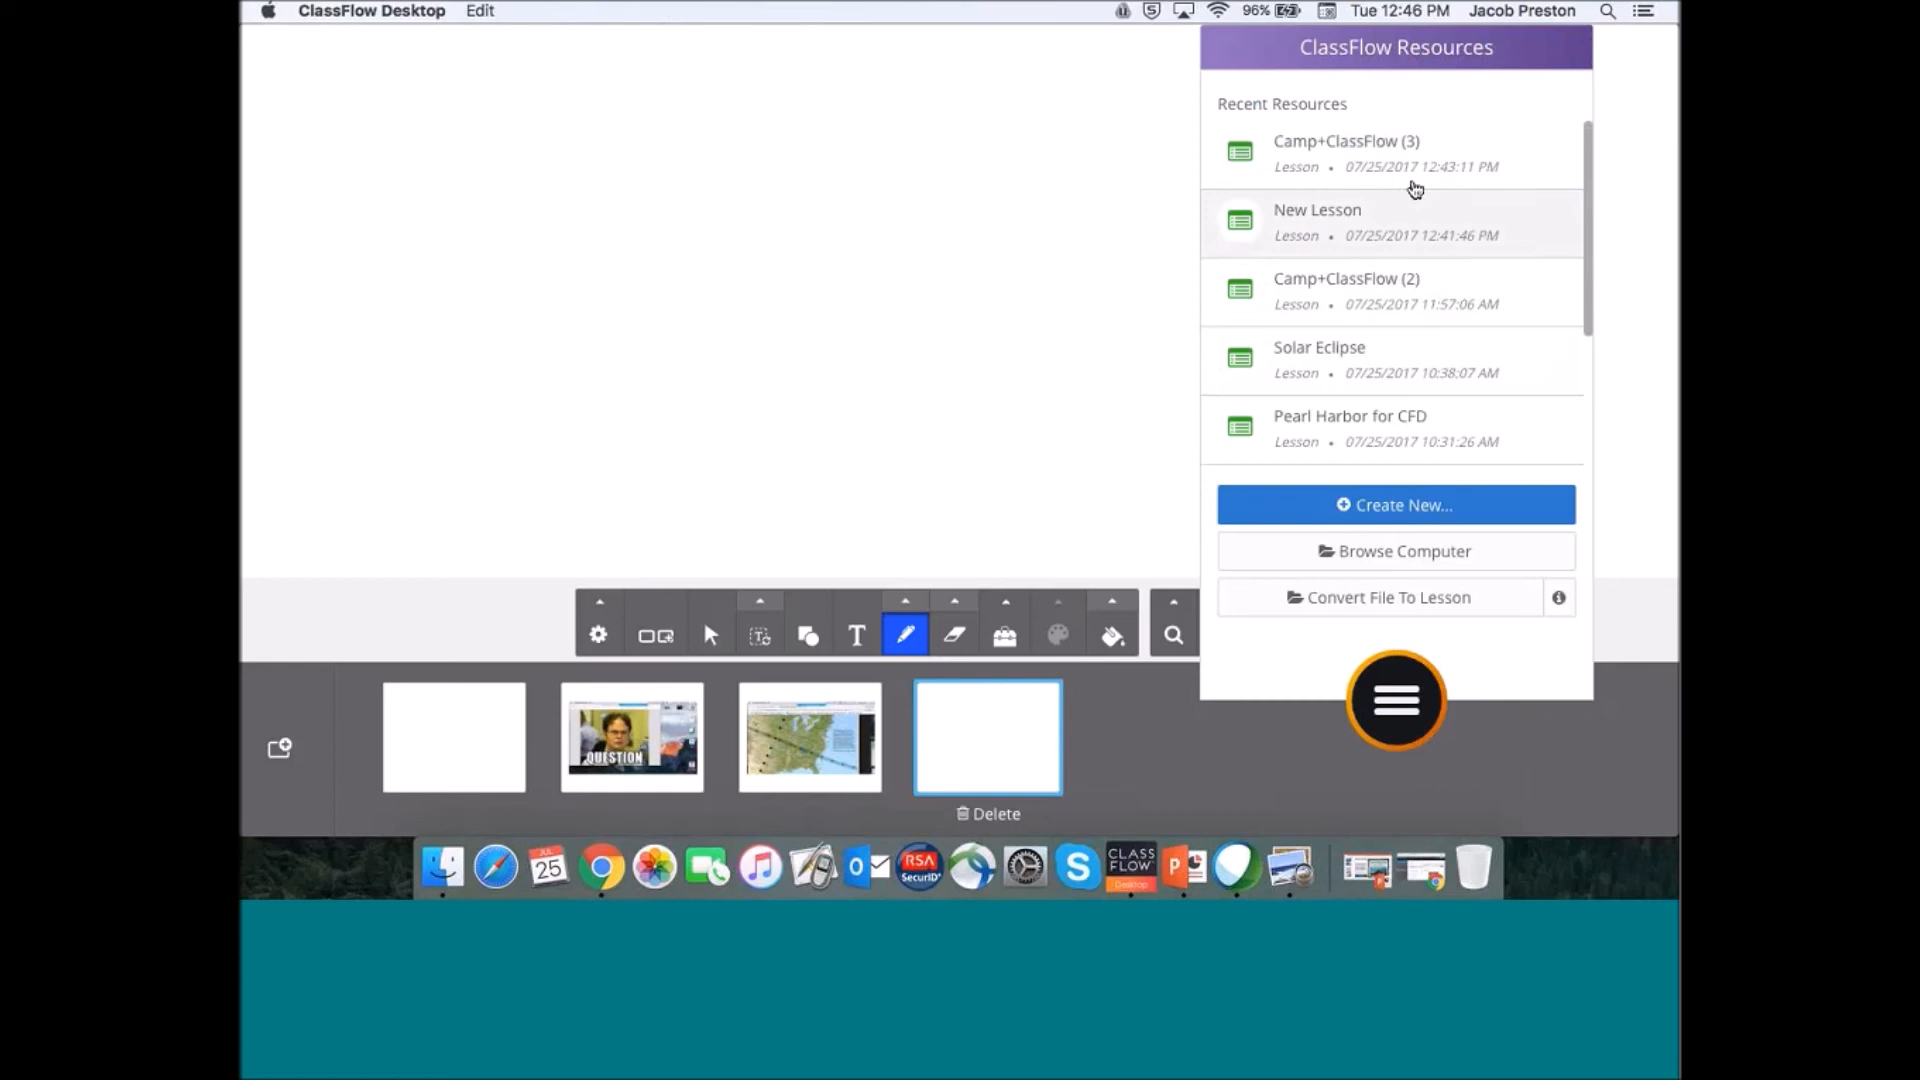 ClassFlow Desktop Edit 96% Tue 12:46 PM Jacob Preston
ClassFlow Resources
Recent Resources
Camp+ClassFlow (3)
Lesson • 07/25/2017 12:43:11 PM
New Lesson
Lesson • 07/25/2017 12:41:46 PM
Camp+ClassFlow (2)
Lesson • 07/25/2017 11:57:06 AM
Solar Eclipse
Lesson • 07/25/2017 10:38:07 AM
Pearl Harbor for CFD
Lesson • 07/25/2017 10:31:26 AM
Create New...
Browse Computer
Convert File To Lesson
T
QUESTION
Delete
JUL
25
RSA
SecurID
CLASS
FLOW
Desktop